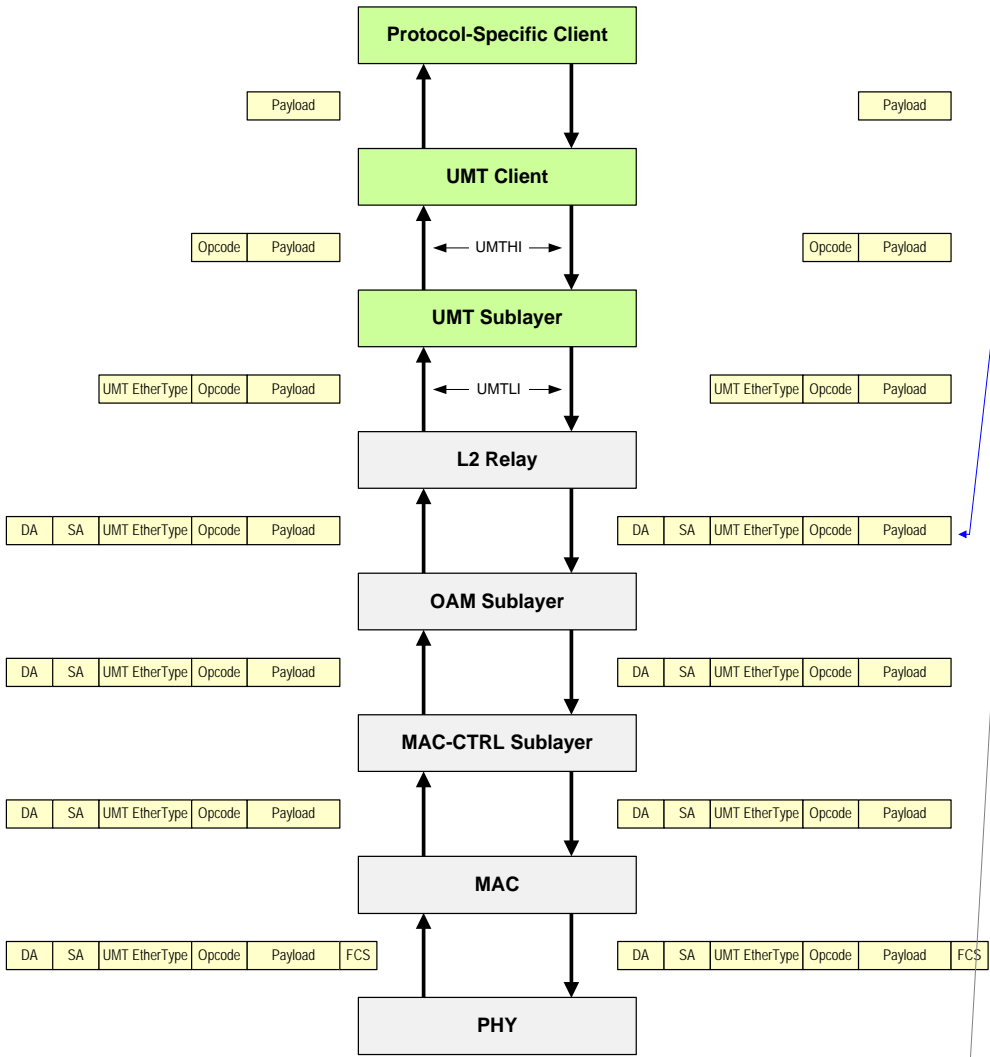 Protocol-Specific Client
Payload Payload
UMT Client
Opcode Payload UMTHI Opcode Payload
UMT Sublayer
UMT EtherType Opcode Payload UMTLI UMT EtherType Opcode Payload
L2 Relay
DA SA UMT EtherType Opcode Payload DA SA UMT EtherType Opcode Payload
OAM Sublayer
DA SA UMT EtherType Opcode Payload DA SA UMT EtherType Opcode Payload
MAC-CTRL Sublayer
DA SA UMT EtherType Opcode Payload DA SA UMT EtherType Opcode Payload
MAC
DA SA UMT EtherType Opcode Payload FCS DA SA UMT EtherType Opcode Payload FCS
PHY